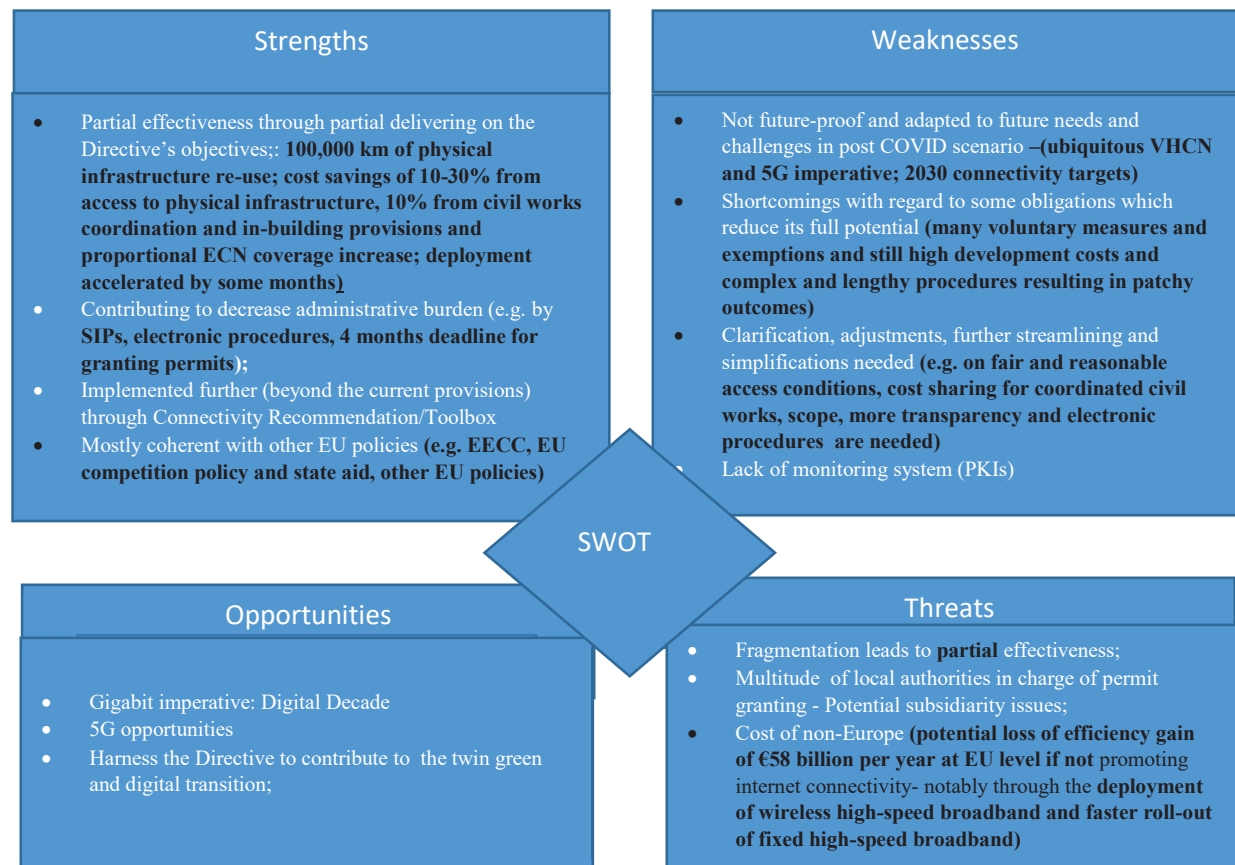 Strengths
• Partial effectiveness through partial delivering on the
Directive’s objectives;: 100,000 km of physical
infrastructure re-use; cost savings of 10-30% from
access to physical infrastructure, 10% from civil works
coordination and in-building provisions and
proportional ECN coverage increase; deployment
accelerated by some months)
• Contributing to decrease administrative burden (e.g. by
SIPs, electronic procedures, 4 months deadline for
granting permits);
• Implemented further (beyond the current provisions)
through Connectivity Recommendation/Toolbox
• Mostly coherent with other EU policies (e.g. EECC, EU
competition policy and state aid, other EU policies)
Weaknesses
• Not future-proof and adapted to future needs and
challenges in post COVID scenario –(ubiquitous VHCN
and 5G imperative; 2030 connectivity targets)
• Shortcomings with regard to some obligations which
reduce its full potential (many voluntary measures and
exemptions and still high development costs and
complex and lengthy procedures resulting in patchy
outcomes)
• Clarification, adjustments, further streamlining and
simplifications needed (e.g. on fair and reasonable
access conditions, cost sharing for coordinated civil
works, scope, more transparency and electronic
procedures are needed)
• Lack of monitoring system (PKIs)
SWOT
Opportunities
• Gigabit imperative: Digital Decade
• 5G opportunities
• Harness the Directive to contribute to the twin green
and digital transition;
Threats
• Fragmentation leads to partial effectiveness;
• Multitude of local authorities in charge of permit
granting - Potential subsidiarity issues;
• Cost of non-Europe (potential loss of efficiency gain
of €58 billion per year at EU level if not promoting
internet connectivity- notably through the deployment
of wireless high-speed broadband and faster roll-out
of fixed high-speed broadband)